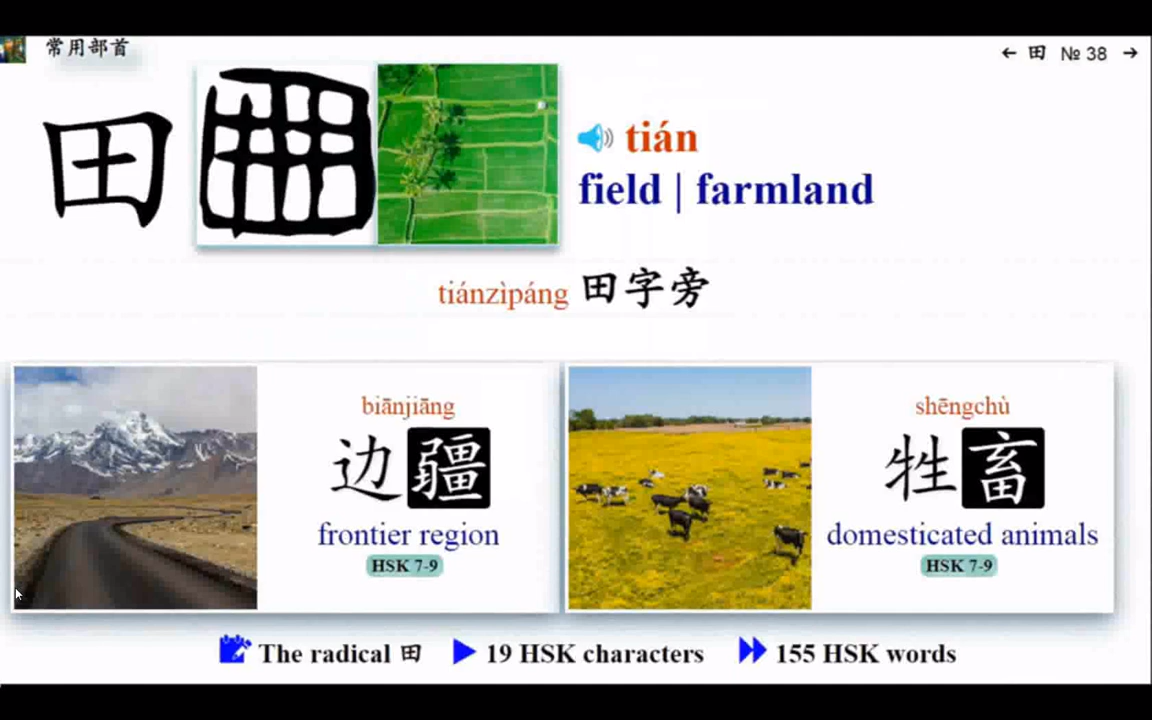 常用部首
← 田 № 38 →
田
tián
field | farmland
tiánzìpáng 田字旁
biānjiāng
边疆
frontier region
HSK 7-9
shēngchù
牲畜
domesticated animals
HSK 7-9
The radical 田
19 HSK characters
155 HSK words